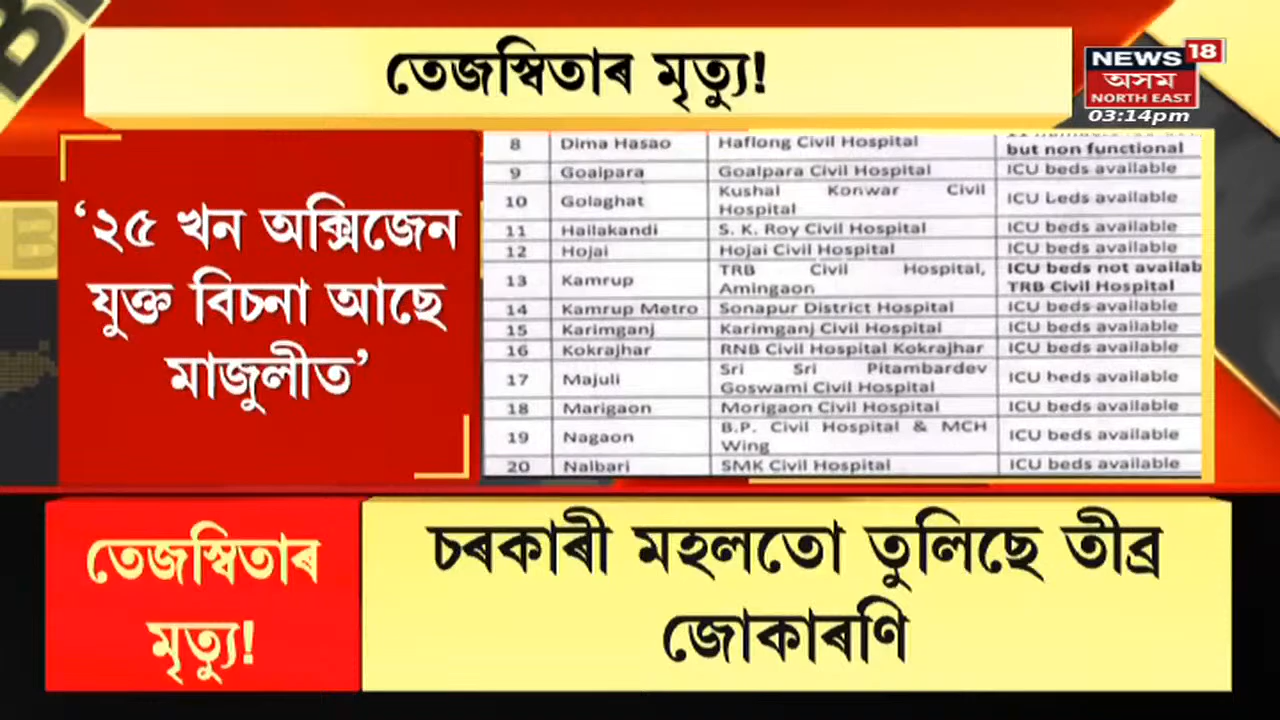 তেজস্বিতাৰ মৃত্যু!
NEWS 18
অসম
NORTH EAST
03:14pm
‘২৫ খন অক্সিজেন
যুক্ত বিচনা আছে
মাজুলীত’
8 Dima Hasao Haflong Civil Hospital but non functional
9 Goalpara Goalpara Civil Hospital ICU beds available
10 Golaghat Kushal Konwar Civil Hospital ICU beds available
11 Hailakandi S. K. Roy Civil Hospital ICU beds available
12 Hojai Hojai Civil Hospital ICU beds available
13 Kamrup TRB Civil Hospital, Amingaon ICU beds not availab TRB Civil Hospital
14 Kamrup Metro Sonapur District Hospital ICU beds available
15 Karimganj Karimganj Civil Hospital ICU beds available
16 Kokrajhar RNB Civil Hospital Kokrajhar ICU beds available
17 Majuli Sri Sri Pitambardev Goswami Civil Hospital ICU beds available
18 Marigaon Morigaon Civil Hospital ICU beds available
19 Nagaon B.P. Civil Hospital & MCH Wing ICU beds available
20 Nalbari SMK Civil Hospital ICU beds available
তেজস্বিতাৰ
মৃত্যু!
চৰকাৰী মহলতো তুলিছে তীব্ৰ
জোকাৰণি